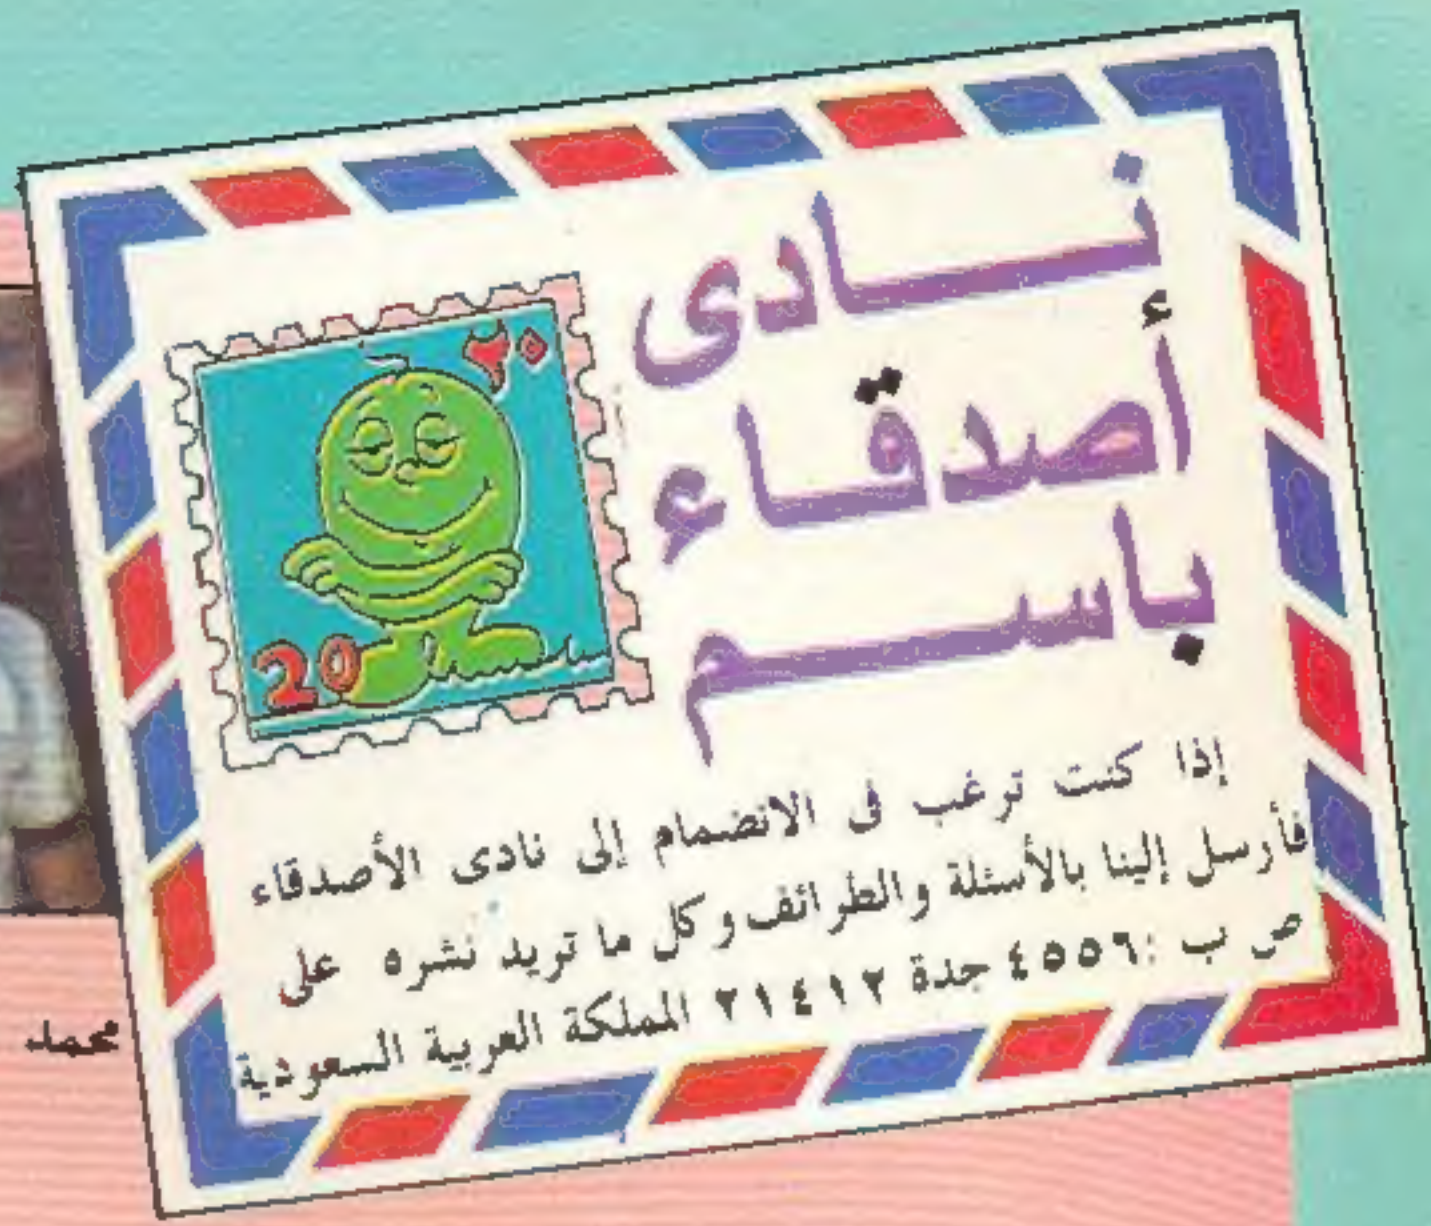 نادى
أصدقاء
باسم
٢٠
20
إذا كنت ترغب فى الانضمام إلى نادى الأصدقاء
فأرسل إلينا بالأسئلة والطرائف وكل ما تريد نشره على
ص ب : ٤٥٥٦ جدة ٢١٤١٢ المملكة العربية السعودية
محمد